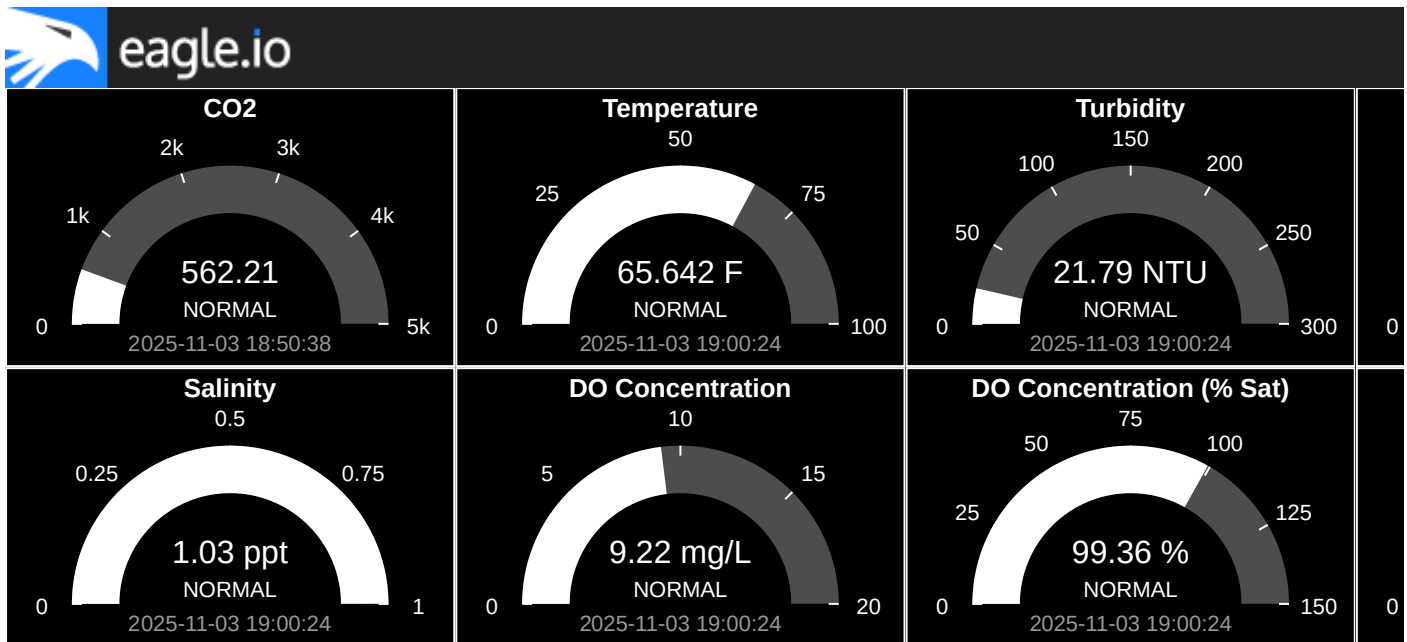 eagle.io
CO2
2k
3k
1k
4k
562.21
NORMAL
0
5k
2025-11-03 18:50:38
Temperature
50
25
75
65.642 F
NORMAL
0
100
2025-11-03 19:00:24
Turbidity
150
100
200
50
250
21.79 NTU
NORMAL
0
300
2025-11-03 19:00:24
0
Salinity
0.5
0.25
0.75
1.03 ppt
NORMAL
0
1
2025-11-03 19:00:24
DO Concentration
10
5
15
9.22 mg/L
NORMAL
0
20
2025-11-03 19:00:24
DO Concentration (% Sat)
75
50
100
25
125
99.36 %
NORMAL
0
150
2025-11-03 19:00:24
0